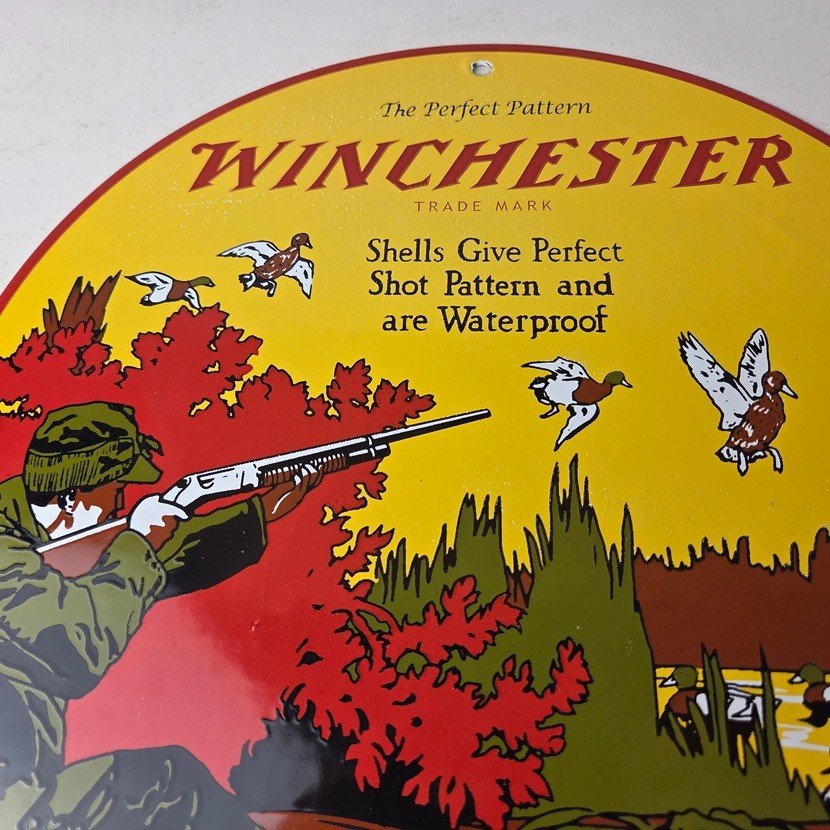 The Perfect Pattern
WINCHESTER
TRADE MARK
Shells Give Perfect
Shot Pattern and
are Waterproof